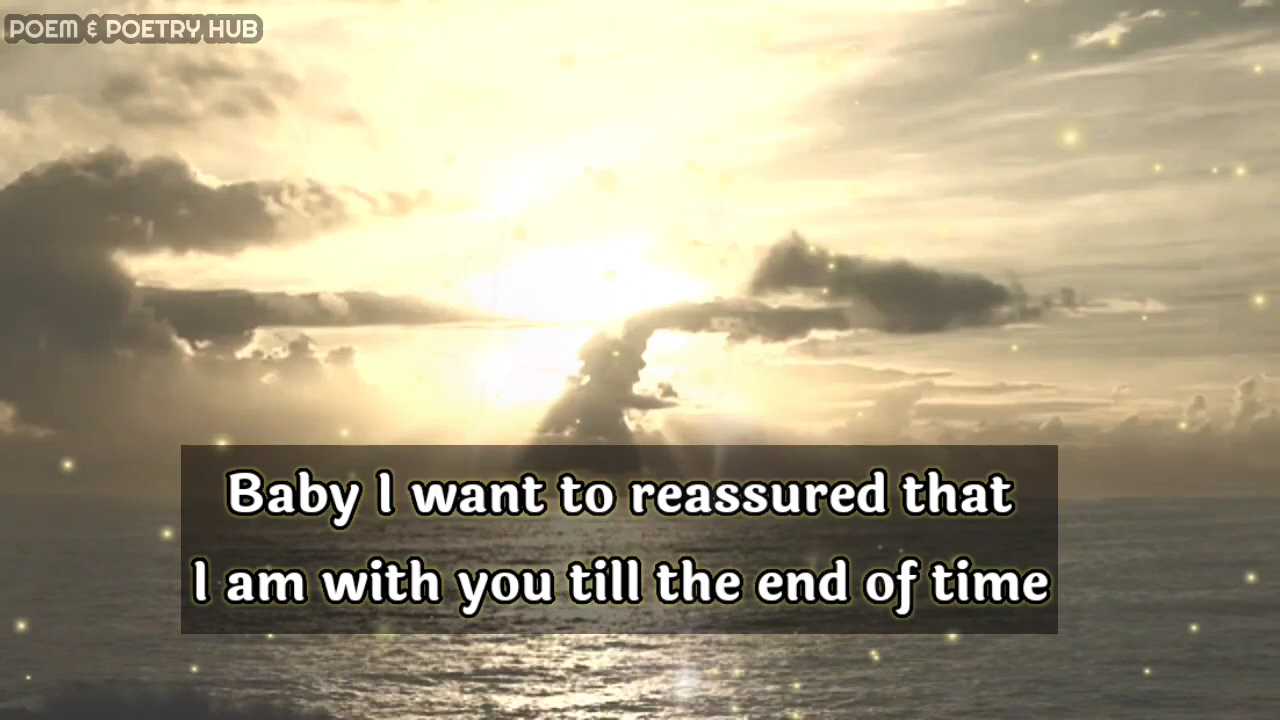 POEM & POETRY HUB
Baby I want to reassured that
I am with you till the end of time